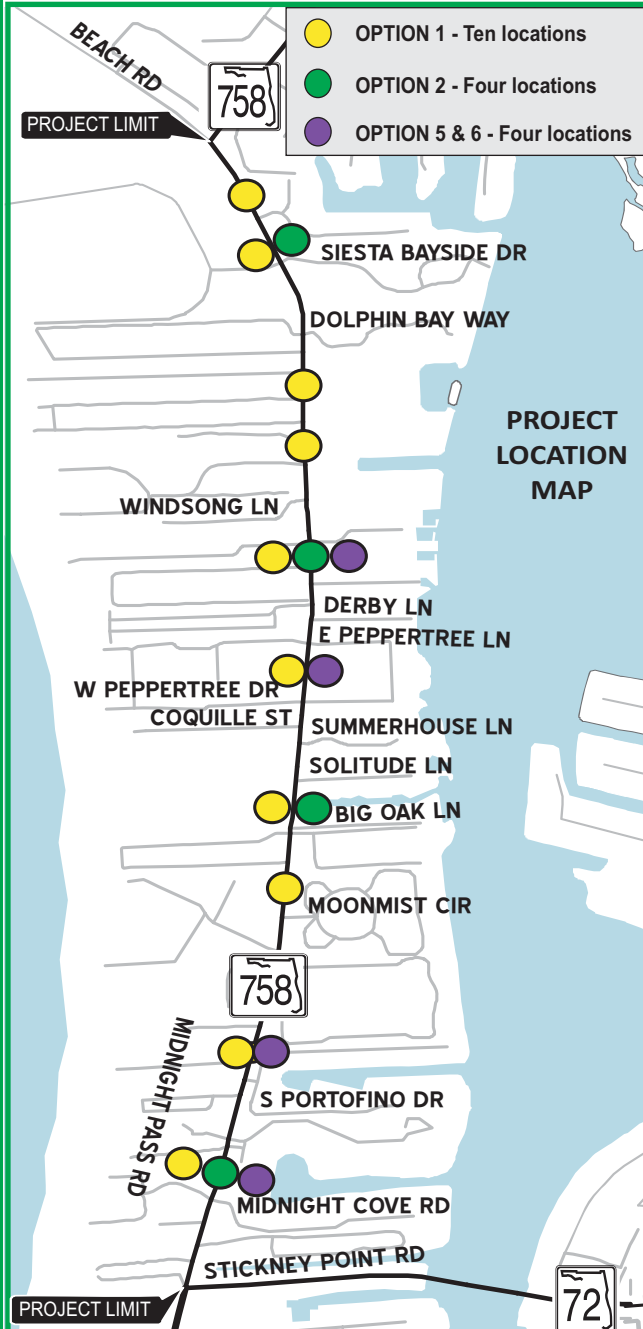 BEACH RD
758
PROJECT LIMIT
OPTION 1 - Ten locations
OPTION 2 - Four locations
OPTION 5 & 6 - Four locations
SIESTA BAYSIDE DR
DOLPHIN BAY WAY
PROJECT
LOCATION
MAP
WINDSONG LN
DERBY LN
E PEPPERTREE LN
W PEPPERTREE DR
COQUILLE ST
SUMMERHOUSE LN
SOLITUDE LN
BIG OAK LN
MOONMIST CIR
758
MIDNIGHT PASS RD
S PORTOFINO DR
MIDNIGHT COVE RD
STICKNEY POINT RD
PROJECT LIMIT
72